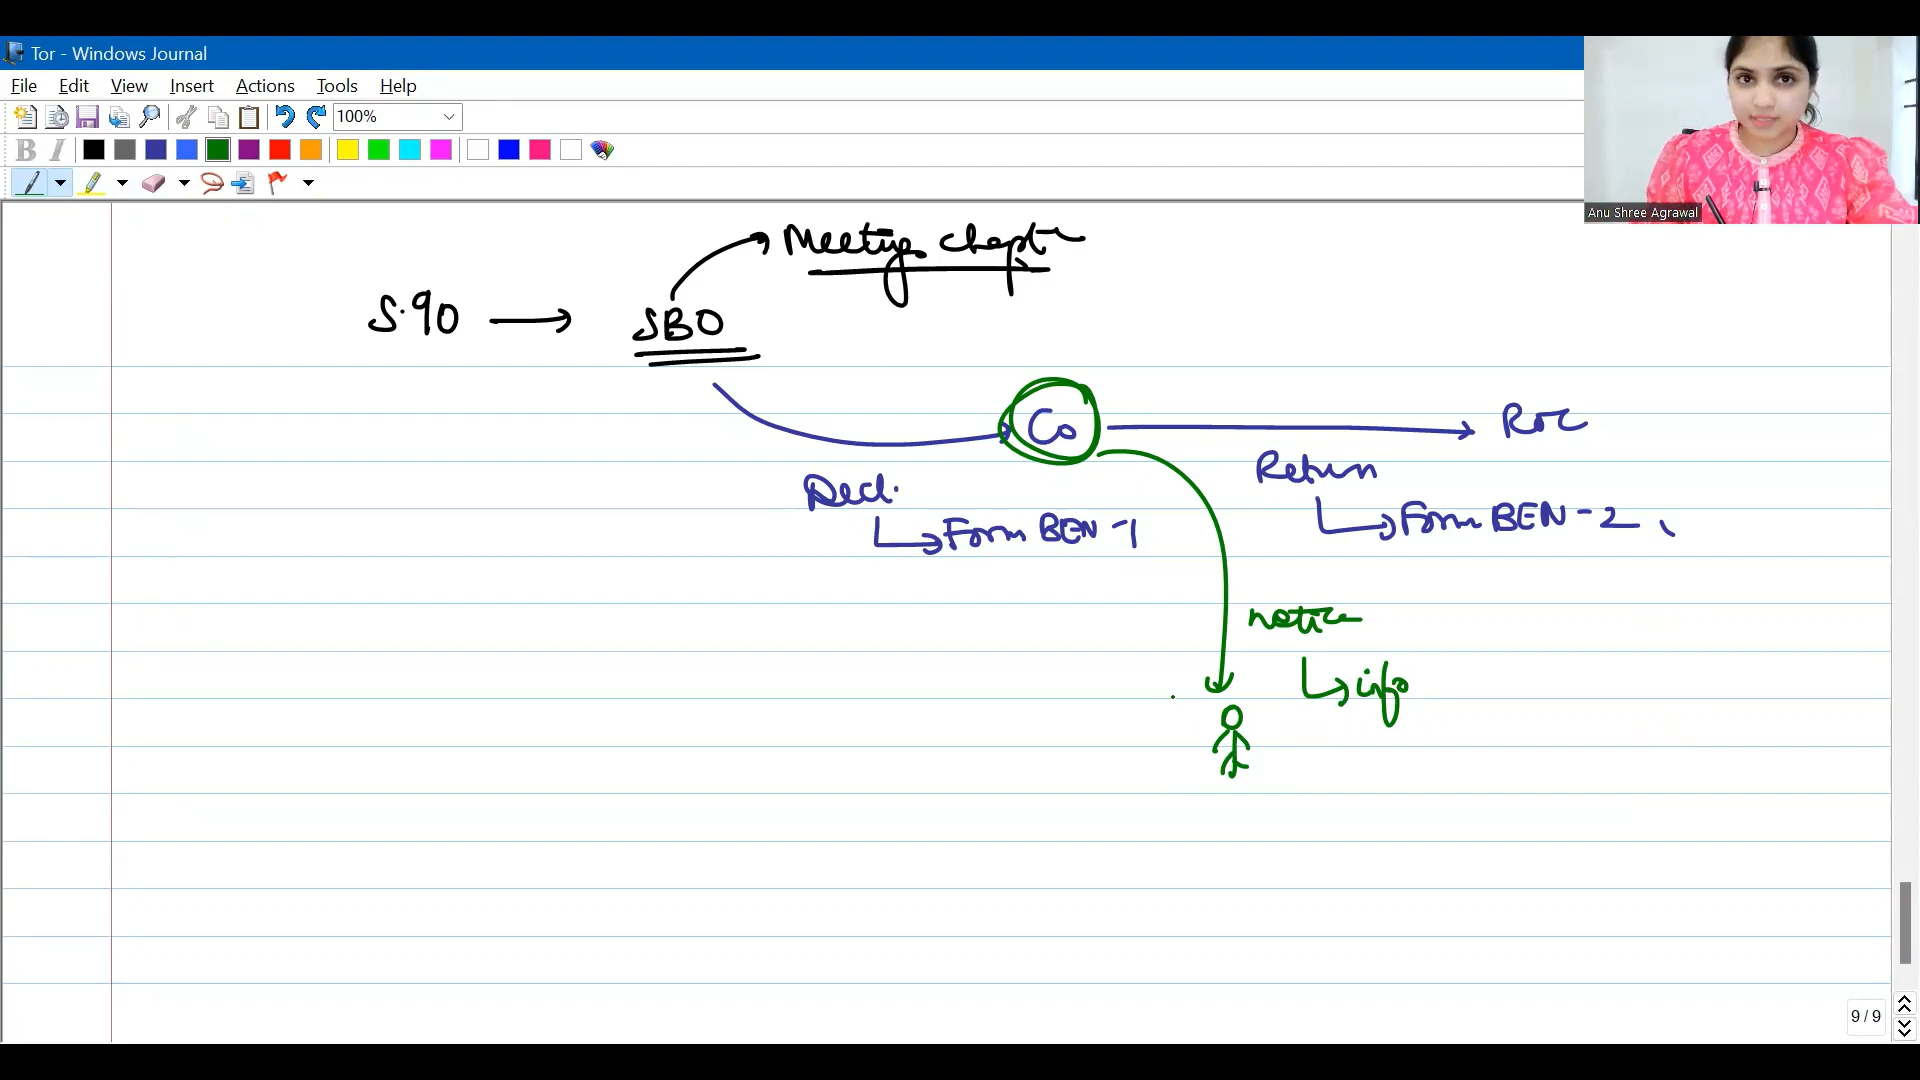 Tor - Windows Journal
File Edit View Insert Actions Tools Help
100%
B I
Anu Shree Agrawal
Meeting chapter
S.90 → SBO
Co
ROC
Decl.
Return
Form BEN-1
Form BEN-2
notice
info
9 / 9